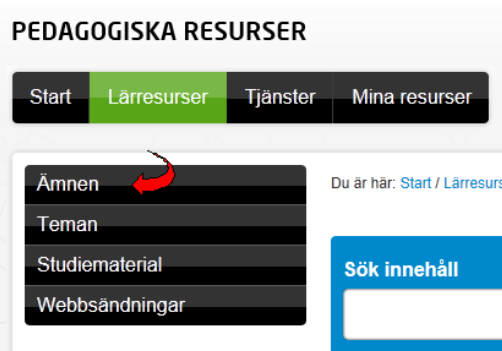 PEDAGOGISKA RESURSER
Start Lärresurser Tjänster Mina resurser
Ämnen
Du är här: Start / Lärresurs
Teman
Studiematerial
Sök innehåll
Webbsändningar